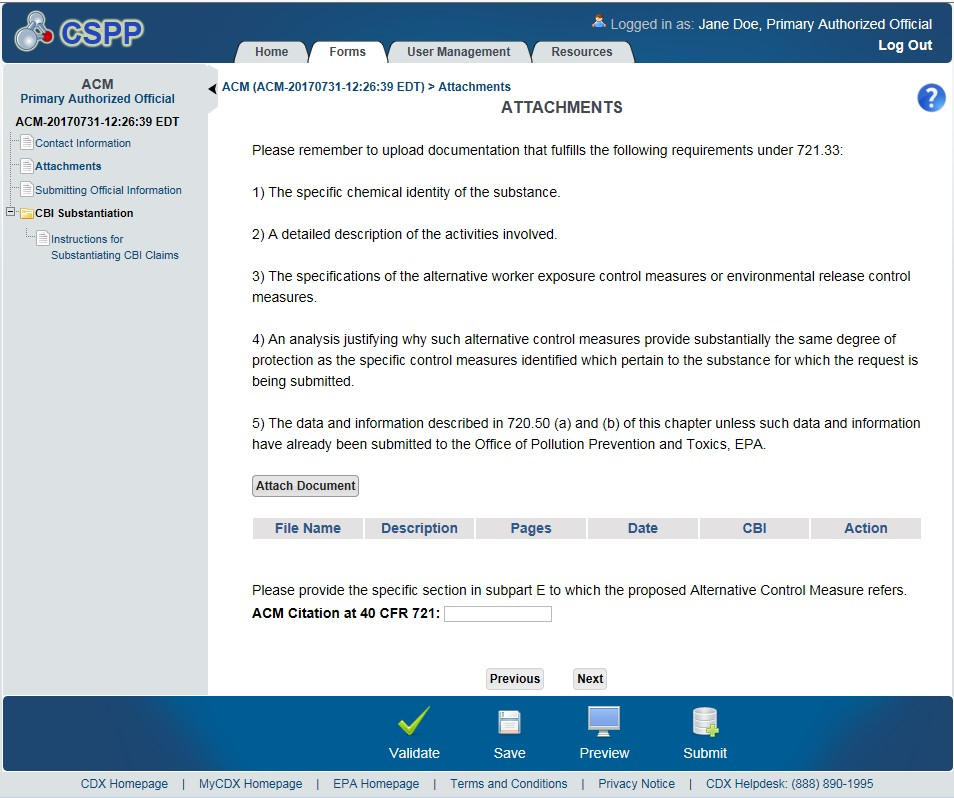 CSPP
Logged in as: Jane Doe, Primary Authorized Official
Log Out
Home
Forms
User Management
Resources
ACM
Primary Authorized Official
ACM-20170731-12:26:39 EDT
Contact Information
Attachments
Submitting Official Information
CBI Substantiation
Instructions for
Substantiating CBI Claims
ACM (ACM-20170731-12:26:39 EDT) > Attachments
?
ATTACHMENTS
Please remember to upload documentation that fulfills the following requirements under 721.33:
1) The specific chemical identity of the substance.
2) A detailed description of the activities involved.
3) The specifications of the alternative worker exposure control measures or environmental release control
measures.
4) An analysis justifying why such alternative control measures provide substantially the same degree of
protection as the specific control measures identified which pertain to the substance for which the request is
being submitted.
5) The data and information described in 720.50 (a) and (b) of this chapter unless such data and information
have already been submitted to the Office of Pollution Prevention and Toxics, EPA.
Attach Document
File Name Description Pages Date CBI Action
Please provide the specific section in subpart E to which the proposed Alternative Control Measure refers.
ACM Citation at 40 CFR 721:
Previous Next
Validate Save Preview Submit
CDX Homepage | MyCDX Homepage | EPA Homepage | Terms and Conditions | Privacy Notice | CDX Helpdesk: (888) 890-1995